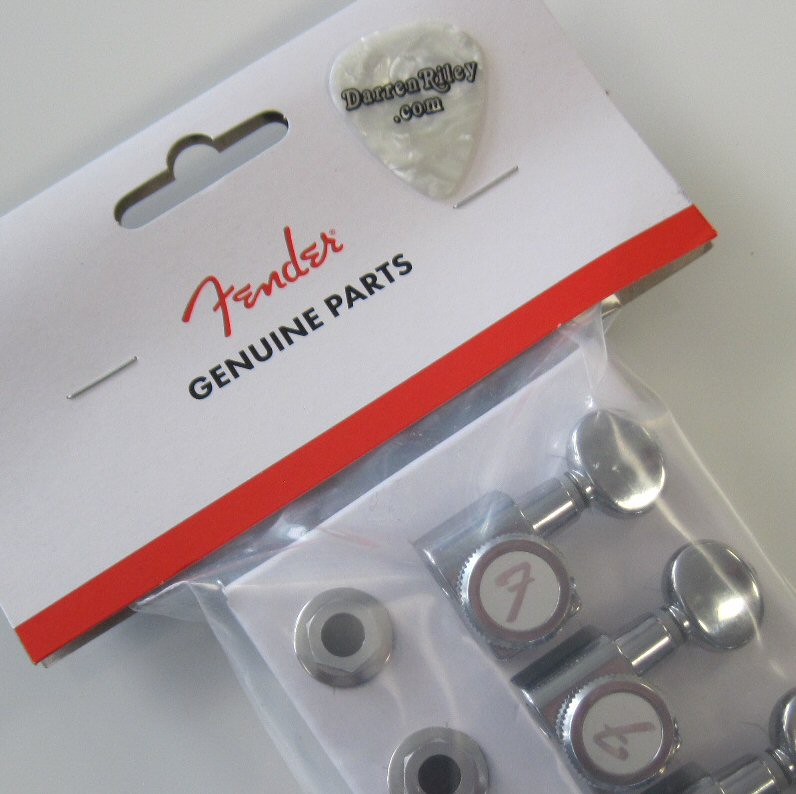 DarrenRiley
.com
Fender®
GENUINE PARTS
F
F